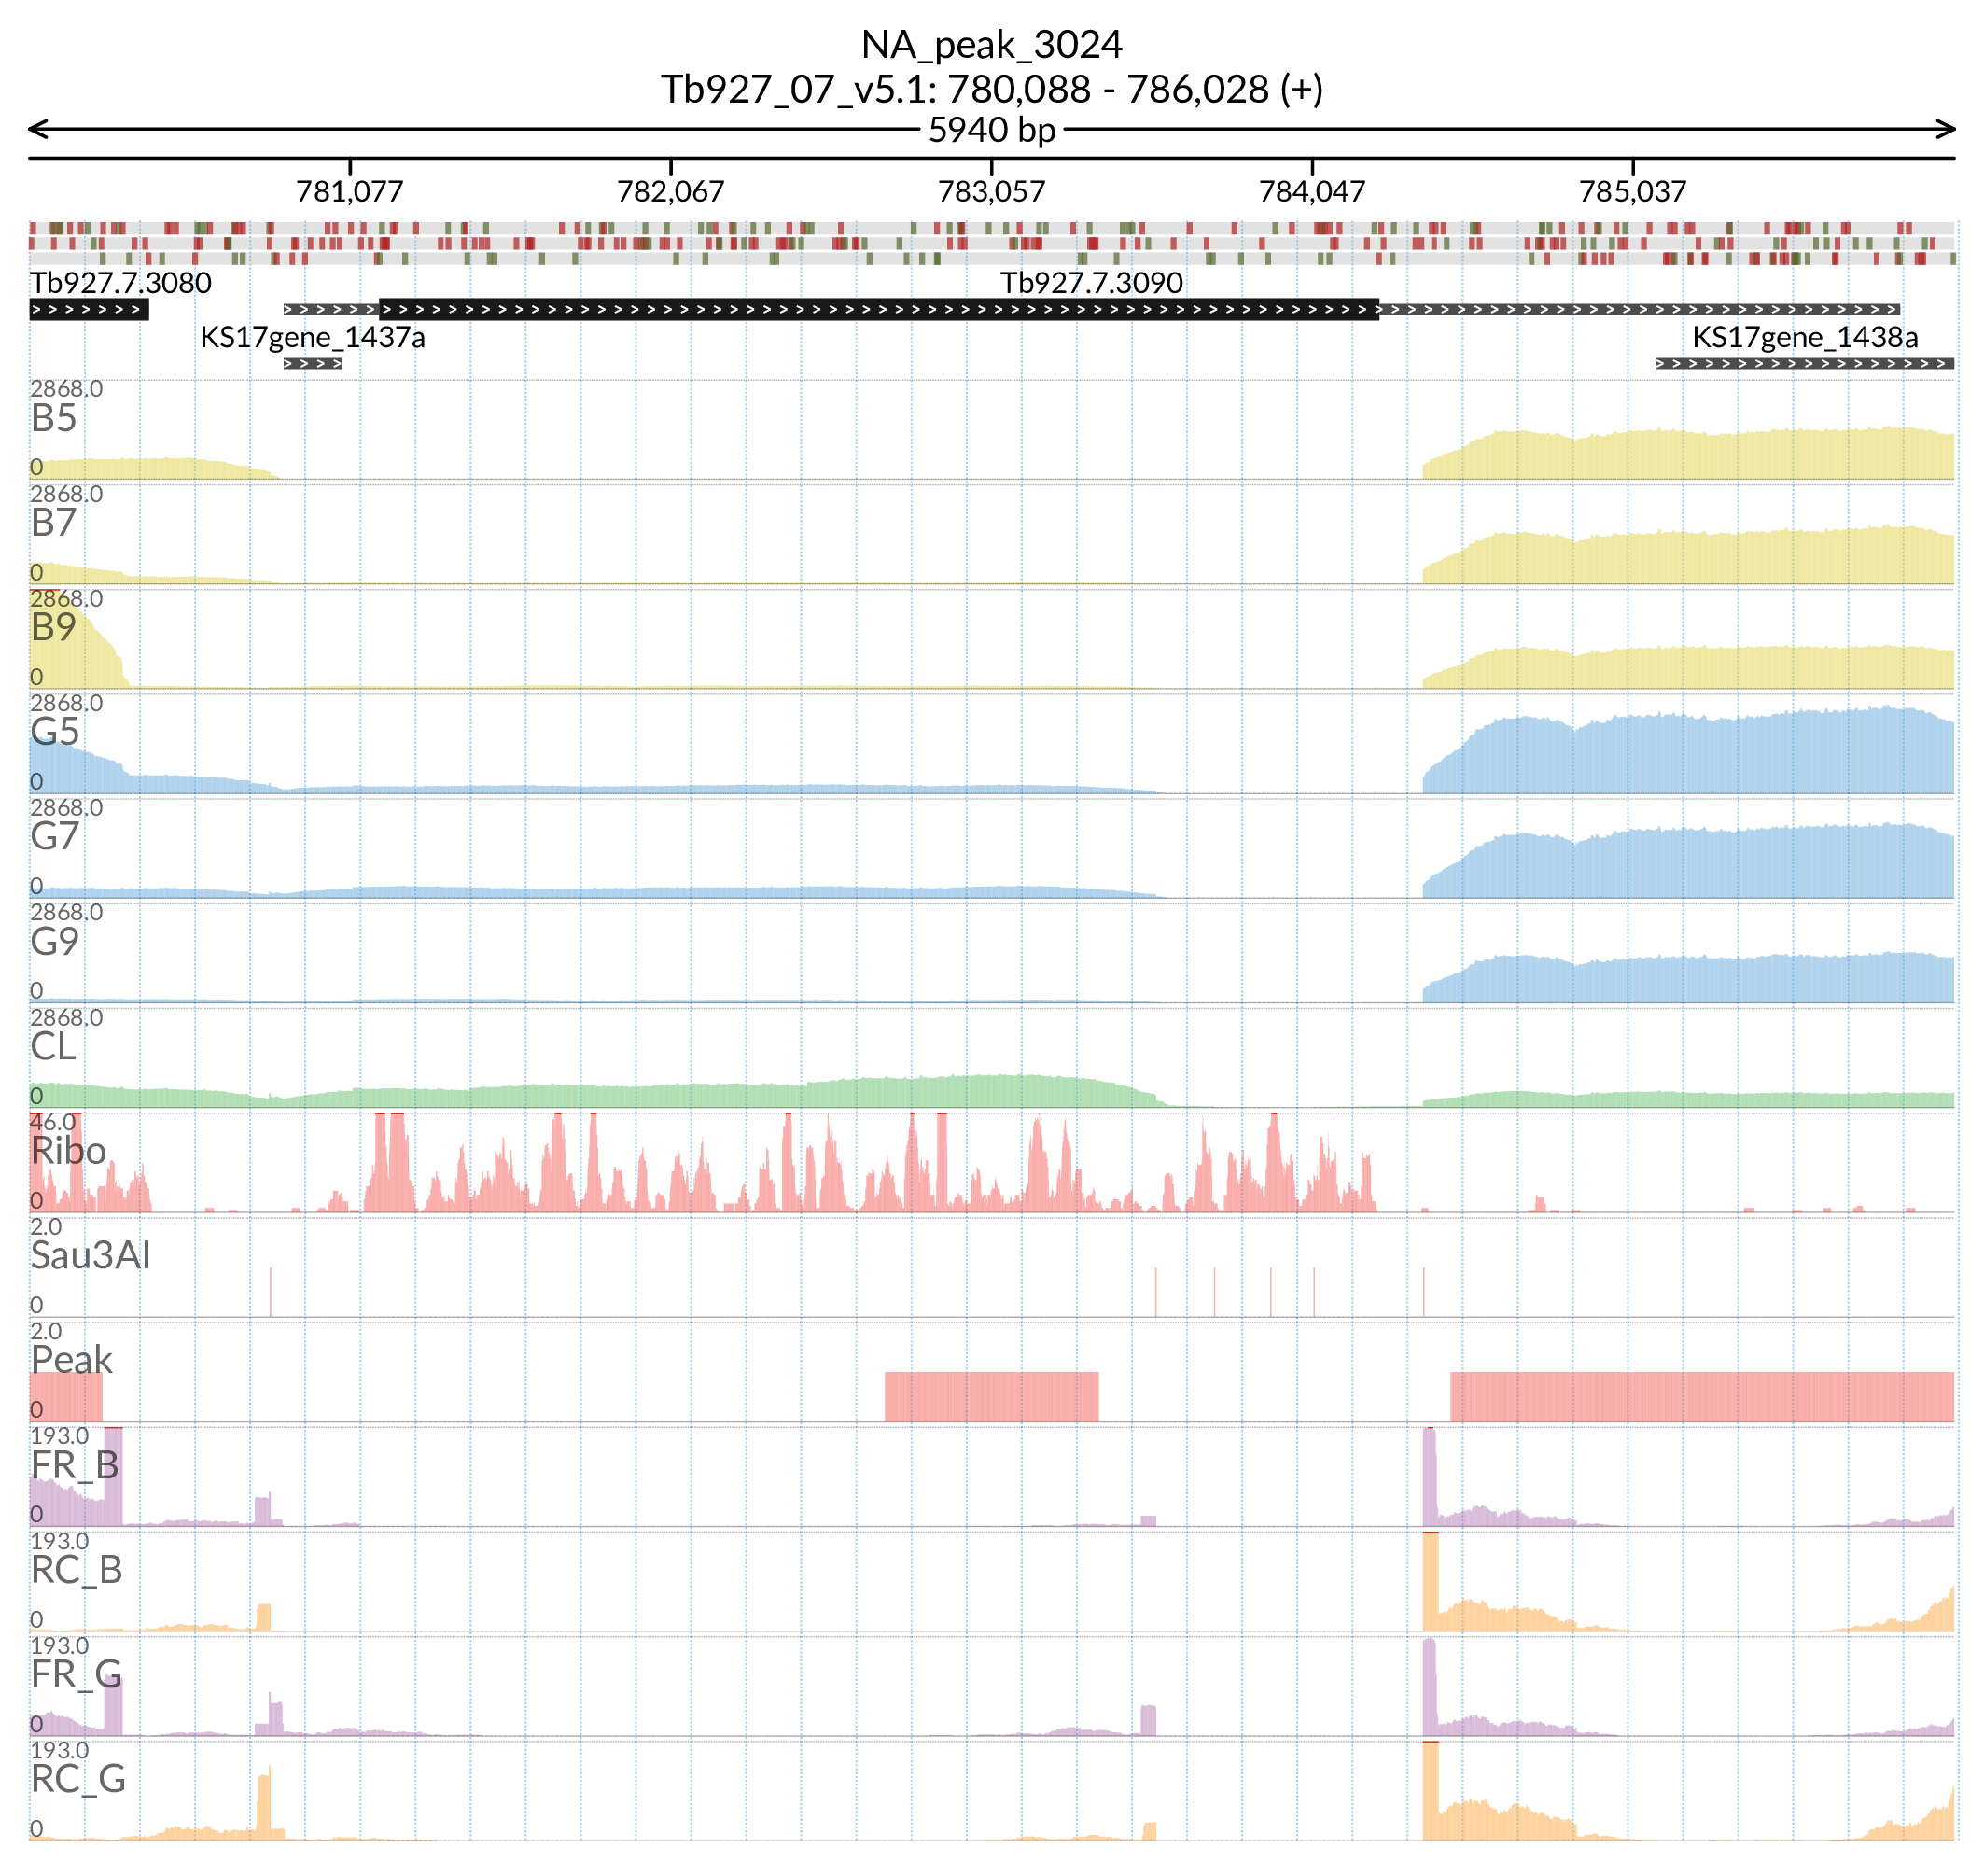 NA_peak_3024
Tb927_07_v5.1: 780,088 - 786,028 (+)
5940 bp
781,077 782,067 783,057 784,047 785,037
Tb927.7.3080 Tb927.7.3090
KS17gene_1437a KS17gene_1438a
2868.0
B5
0
2868.0
B7
0
2868.0
B9
0
2868.0
G5
0
2868.0
G7
0
2868.0
G9
0
2868.0
CL
0
46.0
Ribo
0
2.0
Sau3AI
0
2.0
Peak
0
193.0
FR_B
0
193.0
RC_B
0
193.0
FR_G
0
193.0
RC_G
0